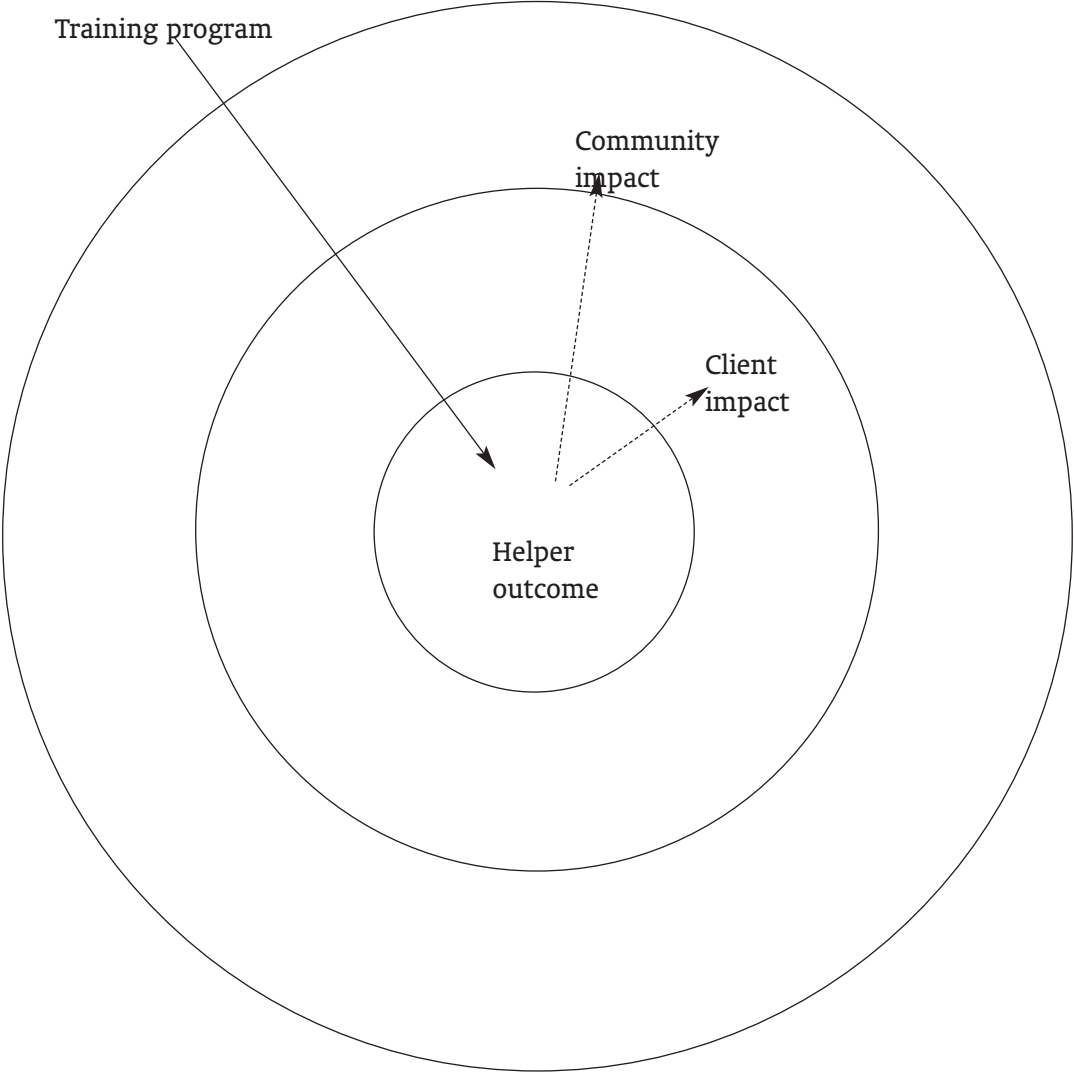 Training program
Community
impact
Client
impact
Helper
outcome